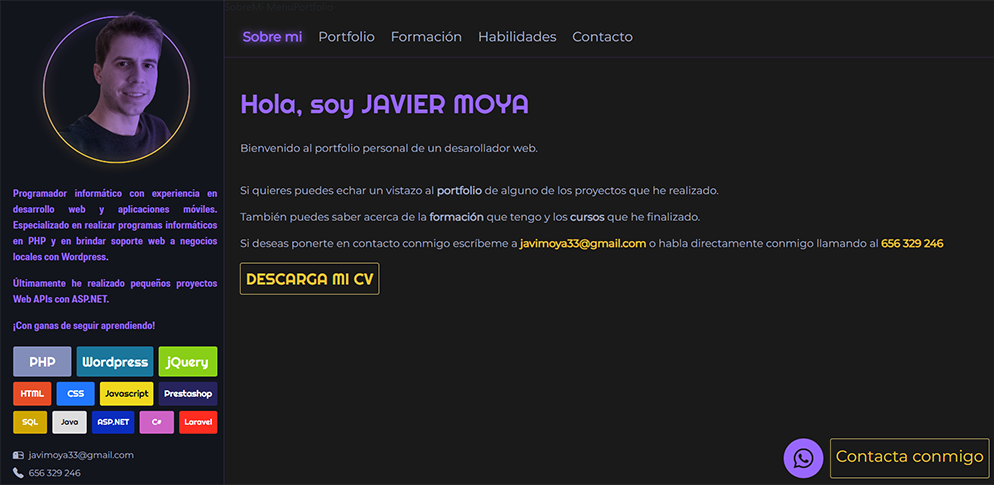 Programador informático con experiencia en
desarrollo web y aplicaciones móviles.
Especializado en realizar programas informáticos
en PHP y en brindar soporte web a negocios
locales con Wordpress.
Últimamente he realizado pequeños proyectos
Web APIs con ASP.NET.
¡Con ganas de seguir aprendiendo!
PHP Wordpress jQuery
HTML CSS Javascript Prestashop
SQL Java ASP.NET C# Laravel
javimoya33@gmail.com
656 329 246
SobreMi MenuPortfolio
Sobre mi Portfolio Formación Habilidades Contacto
Hola, soy JAVIER MOYA
Bienvenido al portfolio personal de un desarollador web.
Si quieres puedes echar un vistazo al portfolio de alguno de los proyectos que he realizado.
También puedes saber acerca de la formación que tengo y los cursos que he finalizado.
Si deseas ponerte en contacto conmigo escríbeme a javimoya33@gmail.com o habla directamente conmigo llamando al 656 329 246
DESCARGA MI CV
Contacta conmigo